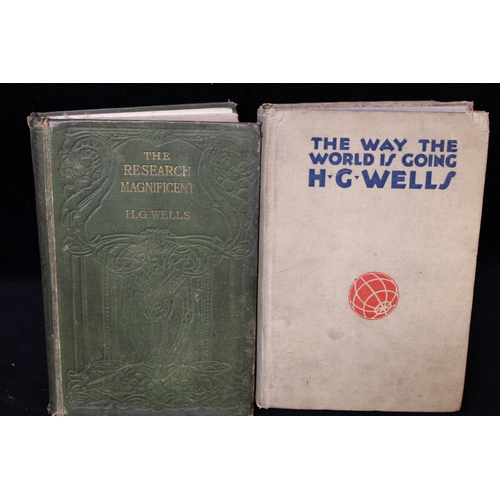 THE
RESEARCH
MAGNIFICENT
H.G.WELLS
THE WAY THE
WORLD IS GOING
H·G·WELLS